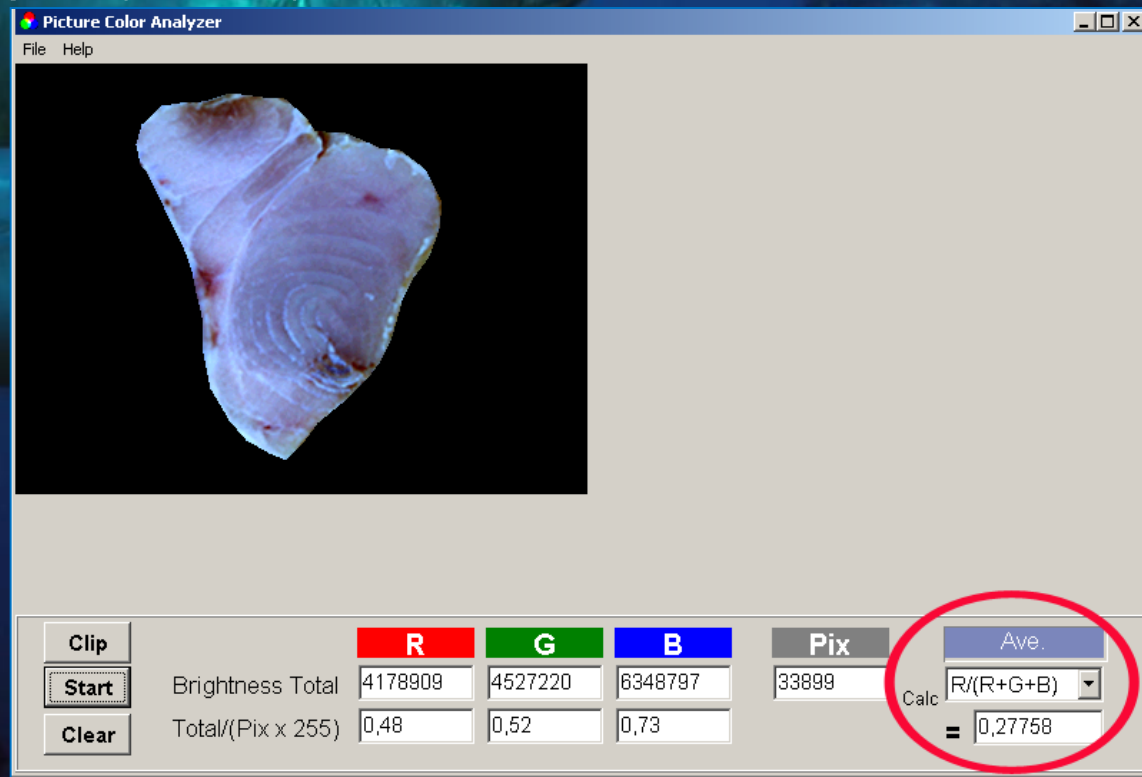 Picture Color Analyzer
File Help
Clip
Start
Clear
R G B Pix Ave.
Brightness Total 4178909 4527220 6348797 33899 Calc R/(R+G+B)
Total/(Pix x 255) 0,48 0,52 0,73 = 0,27758